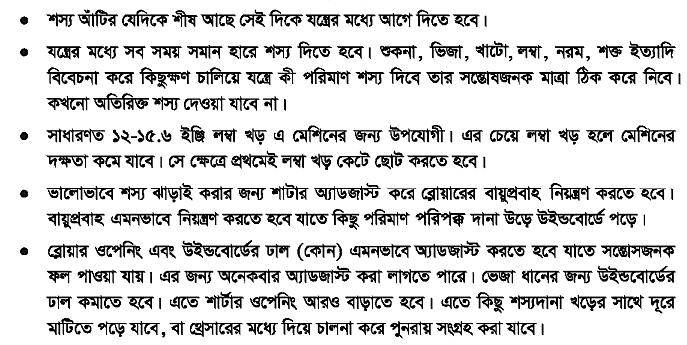 • শস্য আঁটির যেদিকে শীষ আছে সেই দিকে যন্ত্রের মধ্যে আগে দিতে হবে।
• যন্ত্রের মধ্যে সব সময় সমান হারে শস্য দিতে হবে। শুকনা, ভিজা, খাটো, লম্বা, নরম, শক্ত ইত্যাদি
বিবেচনা করে কিছুক্ষণ চালিয়ে যন্ত্রে কী পরিমাণ শস্য দিবে তার সন্তোষজনক মাত্রা ঠিক করে নিবে।
কখনো অতিরিক্ত শস্য দেওয়া যাবে না।
• সাধারণত ১২-১৫.৬ ইঞ্জি লম্বা খড় এ মেশিনের জন্য উপযোগী। এর চেয়ে লম্বা খড় হলে মেশিনের
দক্ষতা কমে যাবে। সে ক্ষেত্রে প্রথমেই লম্বা খড় কেটে ছোট করতে হবে।
• ভালোভাবে শস্য ঝাড়াই করার জন্য শাটার অ্যাডজাস্ট করে ব্লোয়ারের বায়ুপ্রবাহ নিয়ন্ত্রণ করতে হবে।
বায়ুপ্রবাহ এমনভাবে নিয়ন্ত্রণ করতে হবে যাতে কিছু পরিমাণ পরিপক্ক দানা উড়ে উইন্ডবোর্ডে পড়ে।
• ব্লোয়ার ওপেনিং এবং উইন্ডবোর্ডের ঢাল (কোন) এমনভাবে অ্যাডজাস্ট করতে হবে যাতে সন্তোসজনক
ফল পাওয়া যায়। এর জন্য অনেকবার অ্যাডজাস্ট করা লাগতে পারে। ভেজা ধানের জন্য উইন্ডবোর্ডের
ঢাল কমাতে হবে। এতে শার্টার ওপেনিং আরও বাড়াতে হবে। এতে কিছু শস্যদানা খড়ের সাথে দূরে
মাটিতে পড়ে যাবে, বা থ্রেসারের মধ্যে দিয়ে চালনা করে পুনরায় সংগ্রহ করা যাবে।